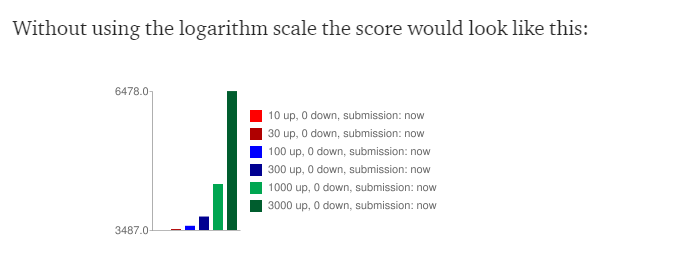 Without using the logarithm scale the score would look like this:
6478.0
10 up, 0 down, submission: now
30 up, 0 down, submission: now
100 up, 0 down, submission: now
300 up, 0 down, submission: now
1000 up, 0 down, submission: now
3000 up, 0 down, submission: now
3487.0